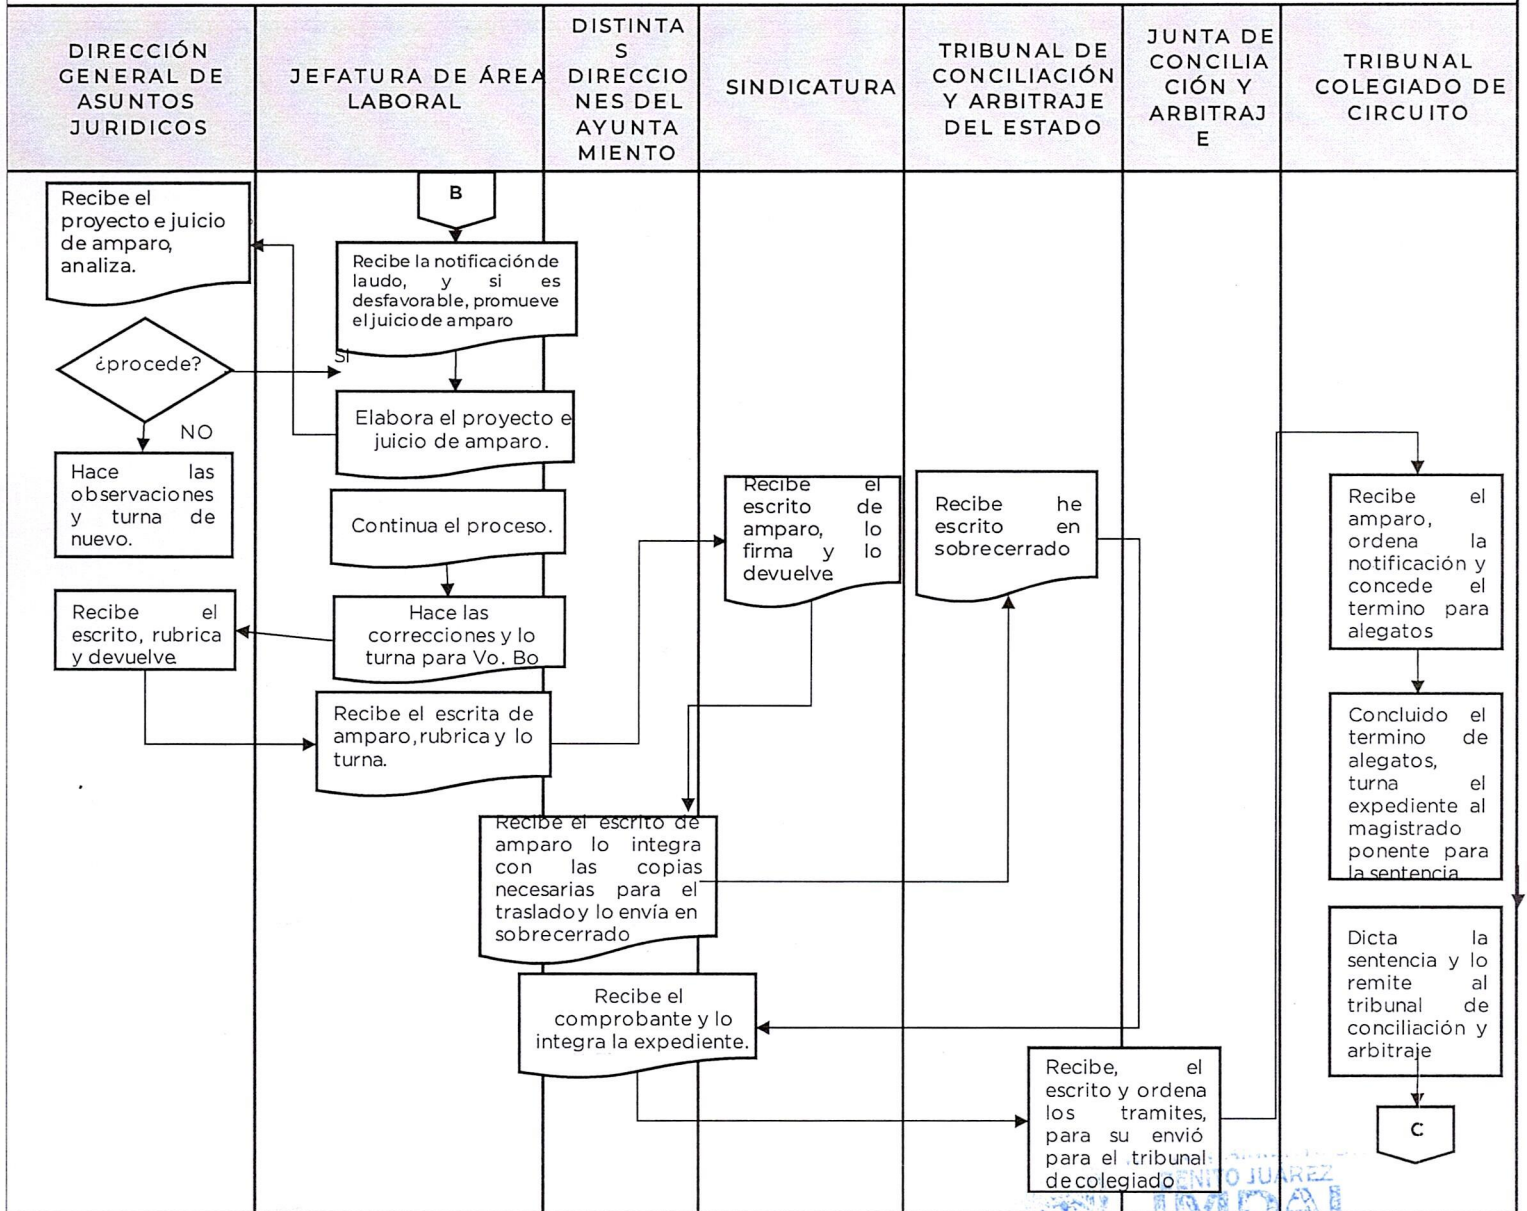 DIRECCIÓN
GENERAL DE
ASUNTOS
JURIDICOS
JEFATURA DE ÁREA
LABORAL
DISTINTA
S
DIRECCIO
NES DEL
AYUNTA
MIENTO
SINDICATURA
TRIBUNAL DE
CONCILIACIÓN
Y ARBITRAJE
DEL ESTADO
JUNTA DE
CONCILIA
CIÓN Y
ARBITRAJ
E
TRIBUNAL
COLEGIADO DE
CIRCUITO
Recibe el
proyecto e juicio
de amparo,
analiza.
¿procede?
SI
NO
Hace las
observaciones
y turna de
nuevo.
Recibe el
escrito, rubrica
y devuelve
B
Recibe la notificación de
laudo, y si es
desfavorable, promueve
el juicio de amparo
Elabora el proyecto e
juicio de amparo.
Continua el proceso.
Hace las
correcciones y lo
turna para Vo. Bo
Recibe el escrita de
amparo, rubrica y lo
turna.
Recibe el escrito de
amparo lo integra
con las copias
necesarias para el
traslado y lo envía en
sobrecerrado
Recibe el
comprobante y lo
integra la expediente.
Recibe el
escrito de
amparo, lo
firma y lo
devuelve
Recibe he
escrito en
sobrecerrado
Recibe, el
escrito y ordena
los tramites,
para su envió
para el tribunal
de colegiado
Recibe el
amparo,
ordena la
notificación y
concede el
termino para
alegatos
Concluido el
termino de
alegatos,
turna el
expediente al
magistrado
ponente para
la sentencia
Dicta la
sentencia y lo
remite al
tribunal de
conciliación y
arbitraje
C
BENITO JUAREZ